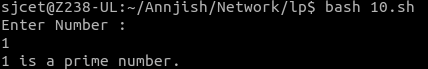 sjcet@Z238-UL:~/Annjish/Network/lp$ bash 10.sh
Enter Number :
1
1 is a prime number.